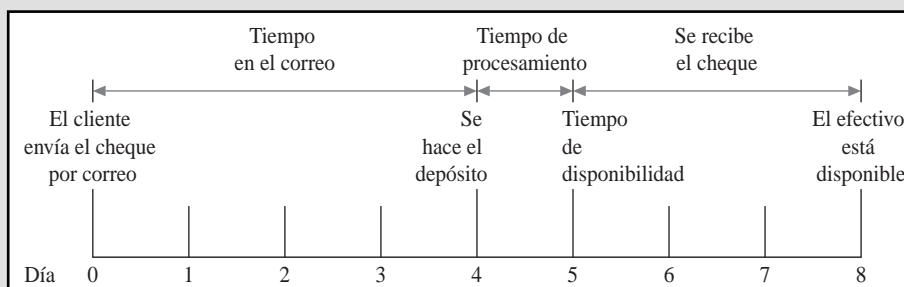 Tiempo
en el correo
Tiempo de
procesamiento
Se recibe
el cheque
El cliente
envía el cheque
por correo
Se
hace el
depósito
Tiempo
de
disponibilidad
El efectivo
está
disponible
Día 0 1 2 3 4 5 6 7 8